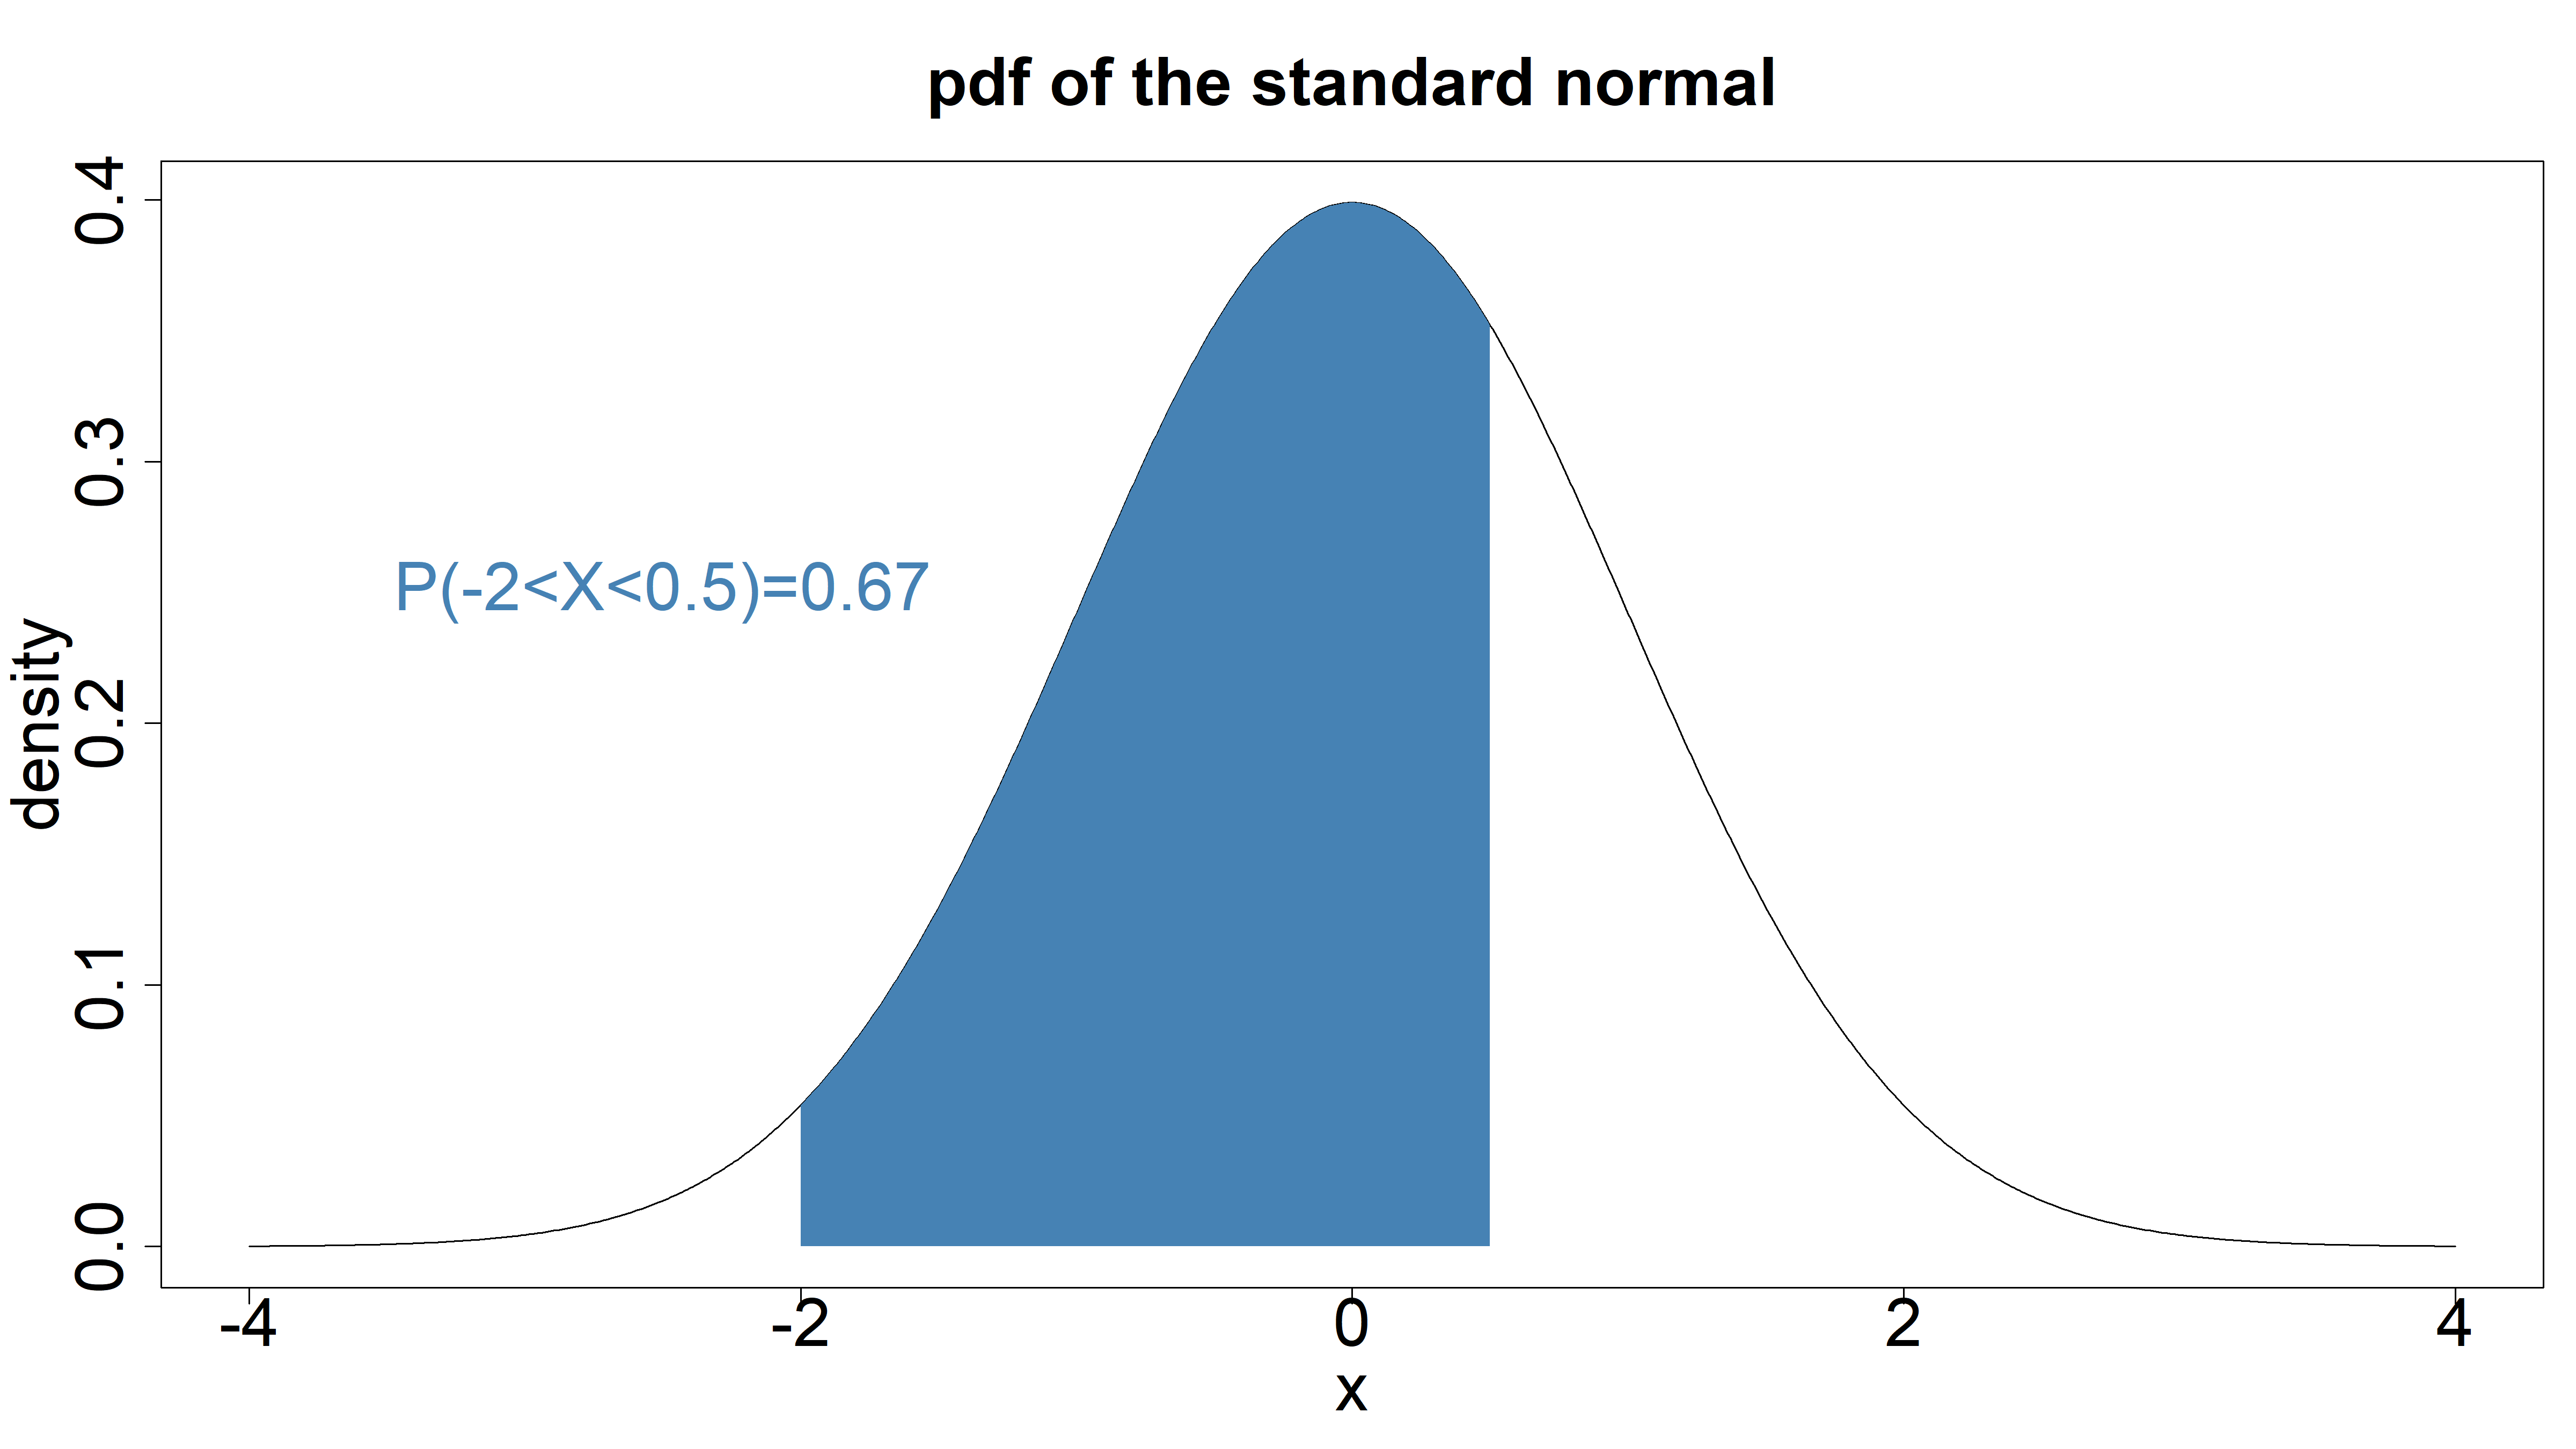 pdf of the standard normal
0.4
0.3
P(-2<X<0.5)=0.67
density
0.2
0.1
0.0
-4 -2 0 2 4
x